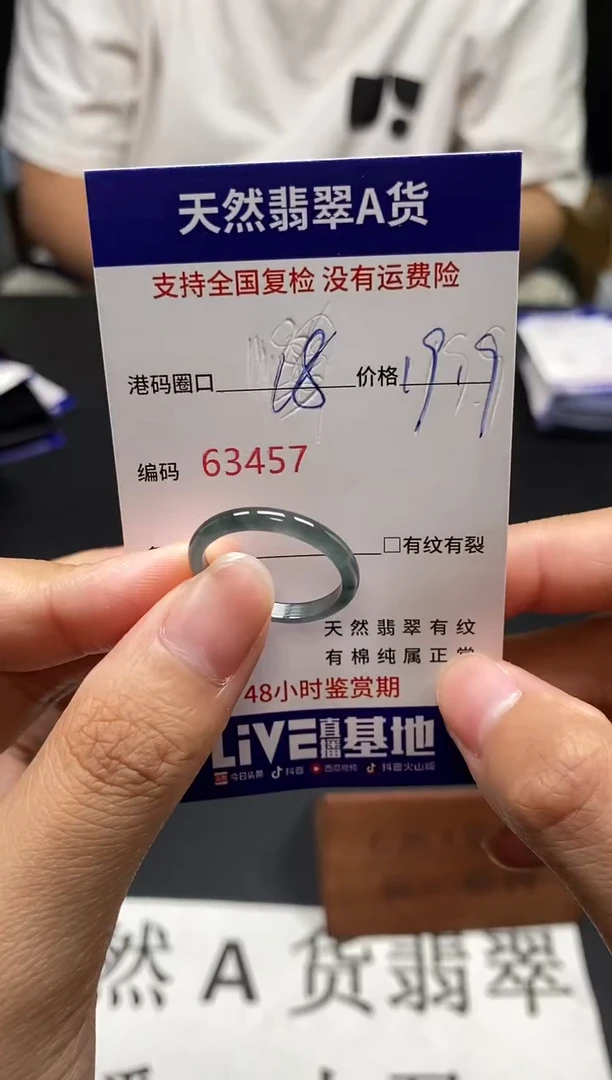 天然翡翠A货
支持全国复检 没有运费险
港码圈口 18 价格 1919
编码 63457
□有纹有裂
天然翡翠有纹
有棉纯属正常
48小时鉴赏期
LiVE直播基地
今日头条 抖音 西瓜视频 抖音火山版
然A货翡翠